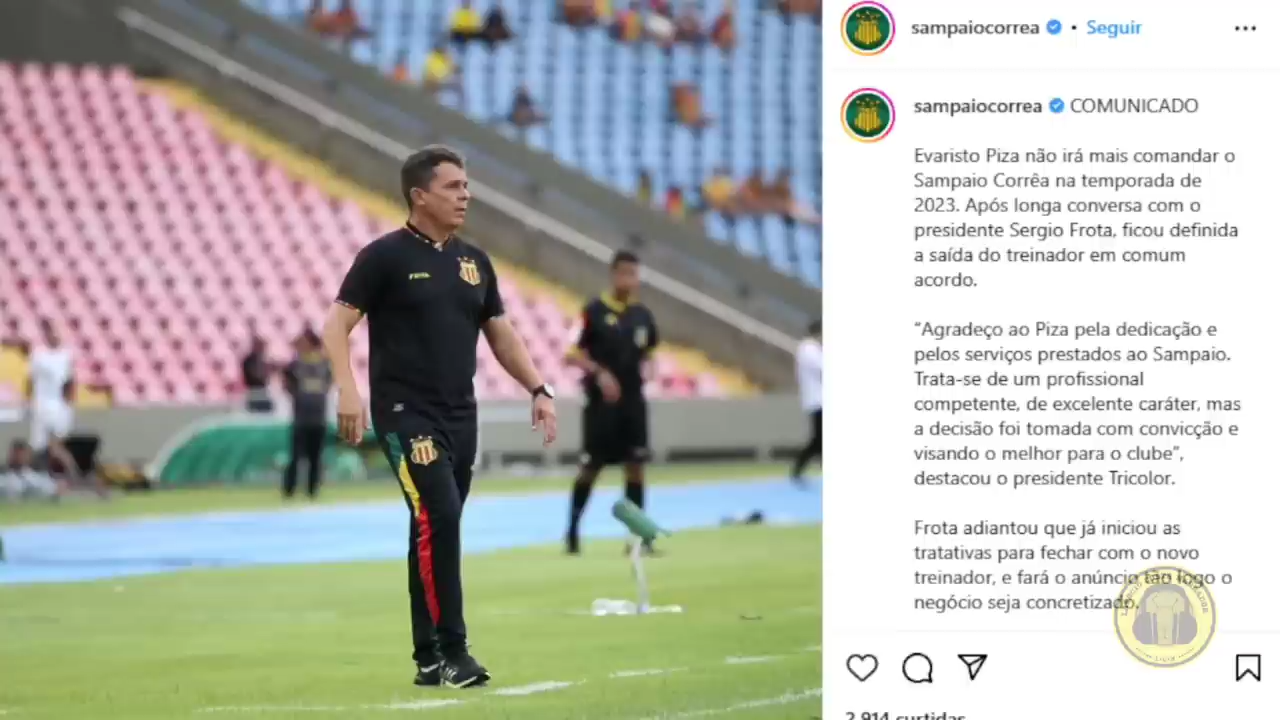 sampaiocorrea • Seguir
sampaiocorrea COMUNICADO
Evaristo Piza não irá mais comandar o
Sampaio Corrêa na temporada de
2023. Após longa conversa com o
presidente Sergio Frota, ficou definida
a saída do treinador em comum
acordo.
“Agradeço ao Piza pela dedicação e
pelos serviços prestados ao Sampaio.
Trata-se de um profissional
competente, de excelente caráter, mas
a decisão foi tomada com convicção e
visando o melhor para o clube”,
destacou o presidente Tricolor.
Frota adiantou que já iniciou as
tratativas para fechar com o novo
treinador, e fará o anúncio tão logo o
negócio seja concretizado.
2.914 curtidas